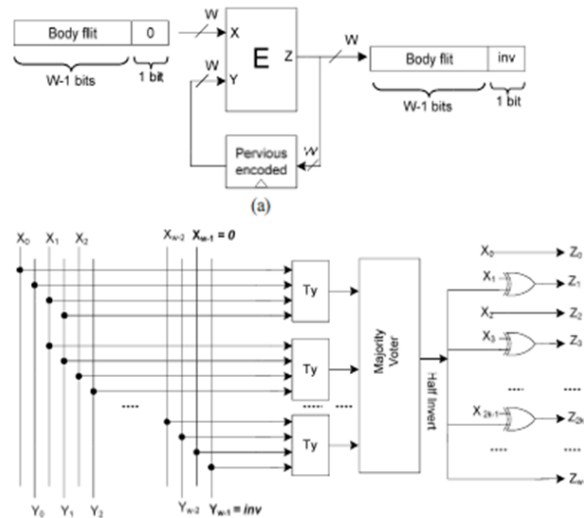 Body flit 0
W-1 bits 1 bit
W X
W Y
E
Z W
Body flit inv
W-1 bits 1 bit
W
Pervious encoded
(a)
X0 X1 X2 Xw-2 Xw-1 = 0
Ty
Ty
Ty
Majority Voter
Half Invert
X0 Z0
X1 Z1
X2 Z2
X3 Z3
.... ....
X2k-1 Z2k
.... ....
Zw
....
......
Y0 Y1 Y2 Yw-2 Yw-1 = inv